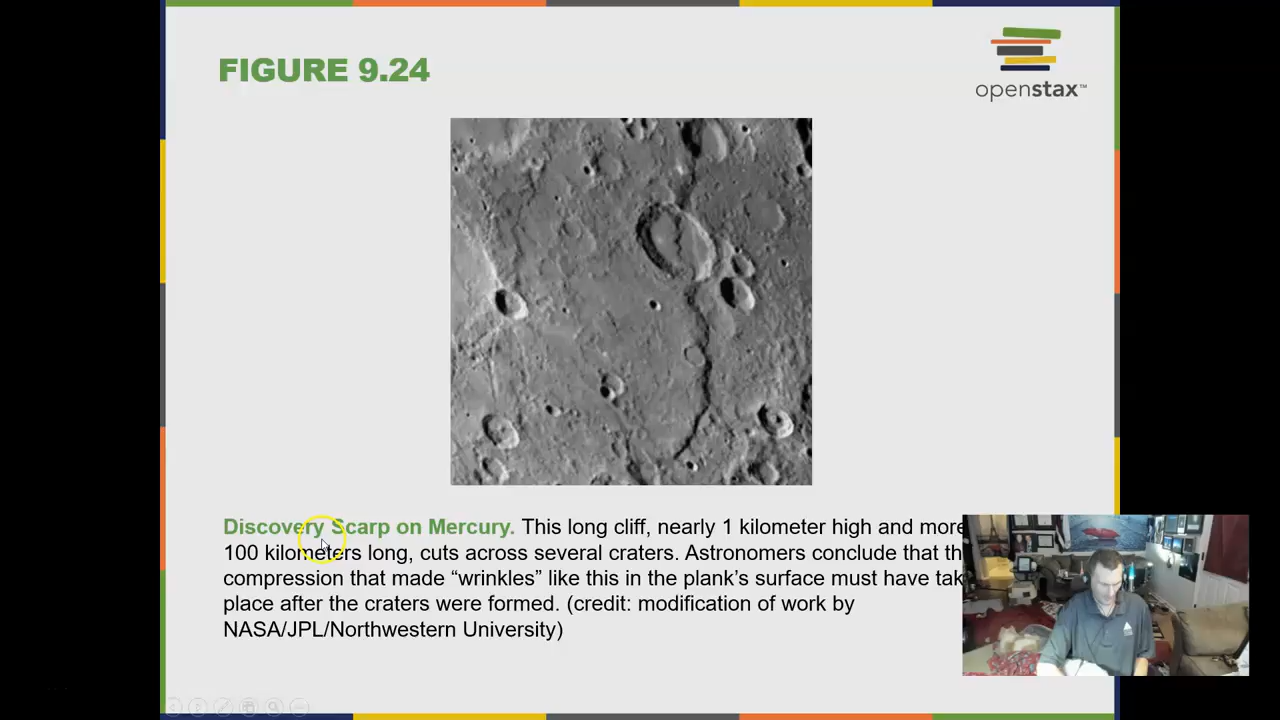 FIGURE 9.24
openstax™
Discovery Scarp on Mercury. This long cliff, nearly 1 kilometer high and more
100 kilometers long, cuts across several craters. Astronomers conclude that th
compression that made “wrinkles” like this in the plank’s surface must have tak
place after the craters were formed. (credit: modification of work by
NASA/JPL/Northwestern University)